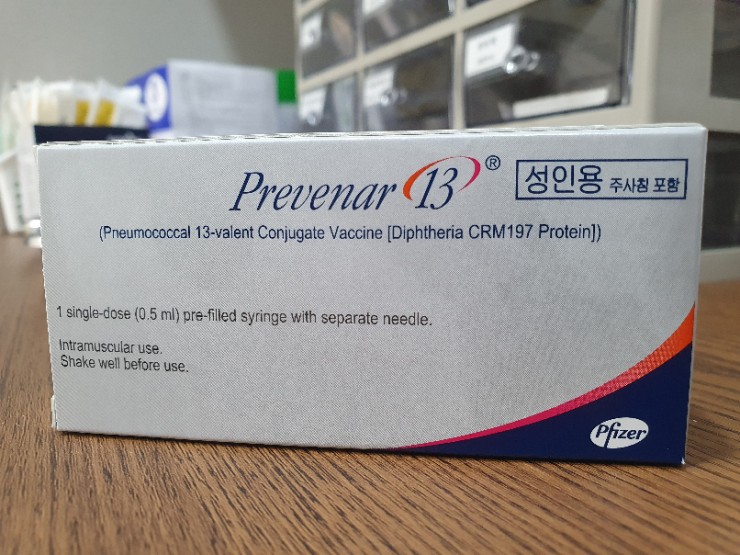 Prevenar 13® 성인용 주사침 포함
(Pneumococcal 13-valent Conjugate Vaccine [Diphtheria CRM197 Protein])
1 single-dose (0.5 ml) pre-filled syringe with separate needle.
Intramuscular use.
Shake well before use.
Pfizer